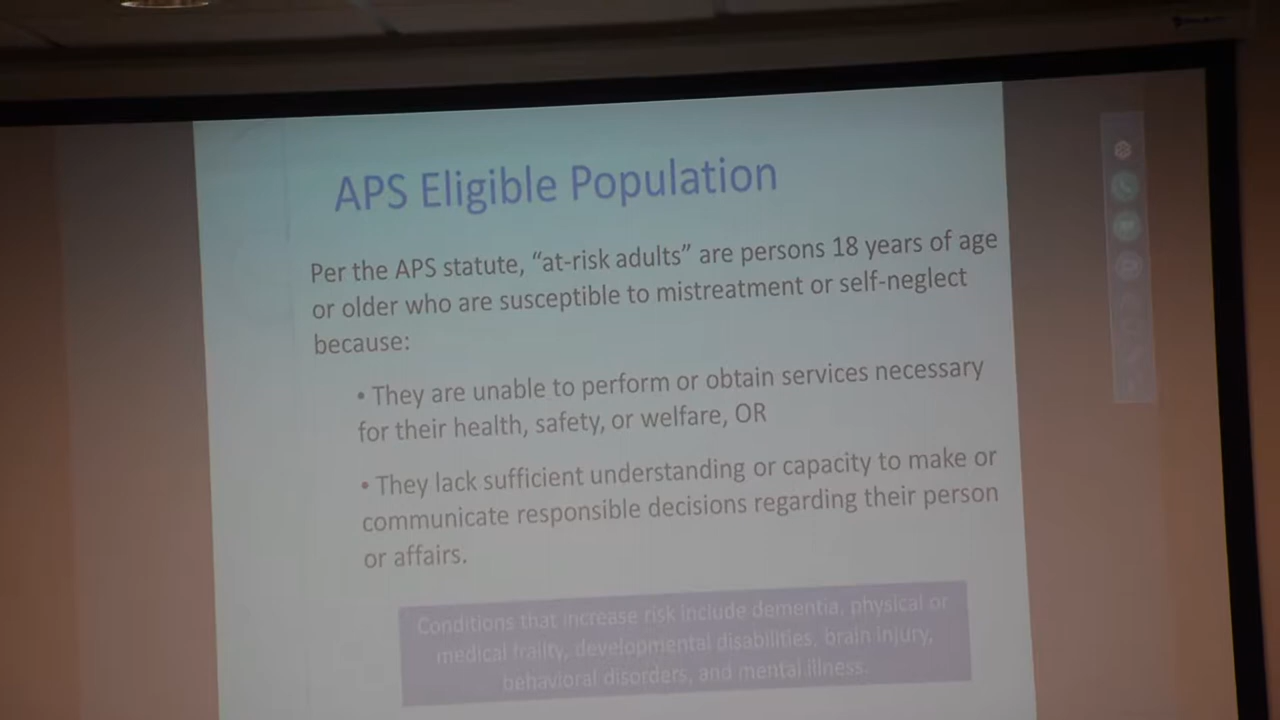 APS Eligible Population
Per the APS statute, “at-risk adults” are persons 18 years of age
or older who are susceptible to mistreatment or self-neglect
because:
• They are unable to perform or obtain services necessary
for their health, safety, or welfare, OR
• They lack sufficient understanding or capacity to make or
communicate responsible decisions regarding their person
or affairs.
Conditions that increase risk include dementia, physical or
medical frailty, developmental disabilities, brain injury,
behavioral disorders, and mental illness.